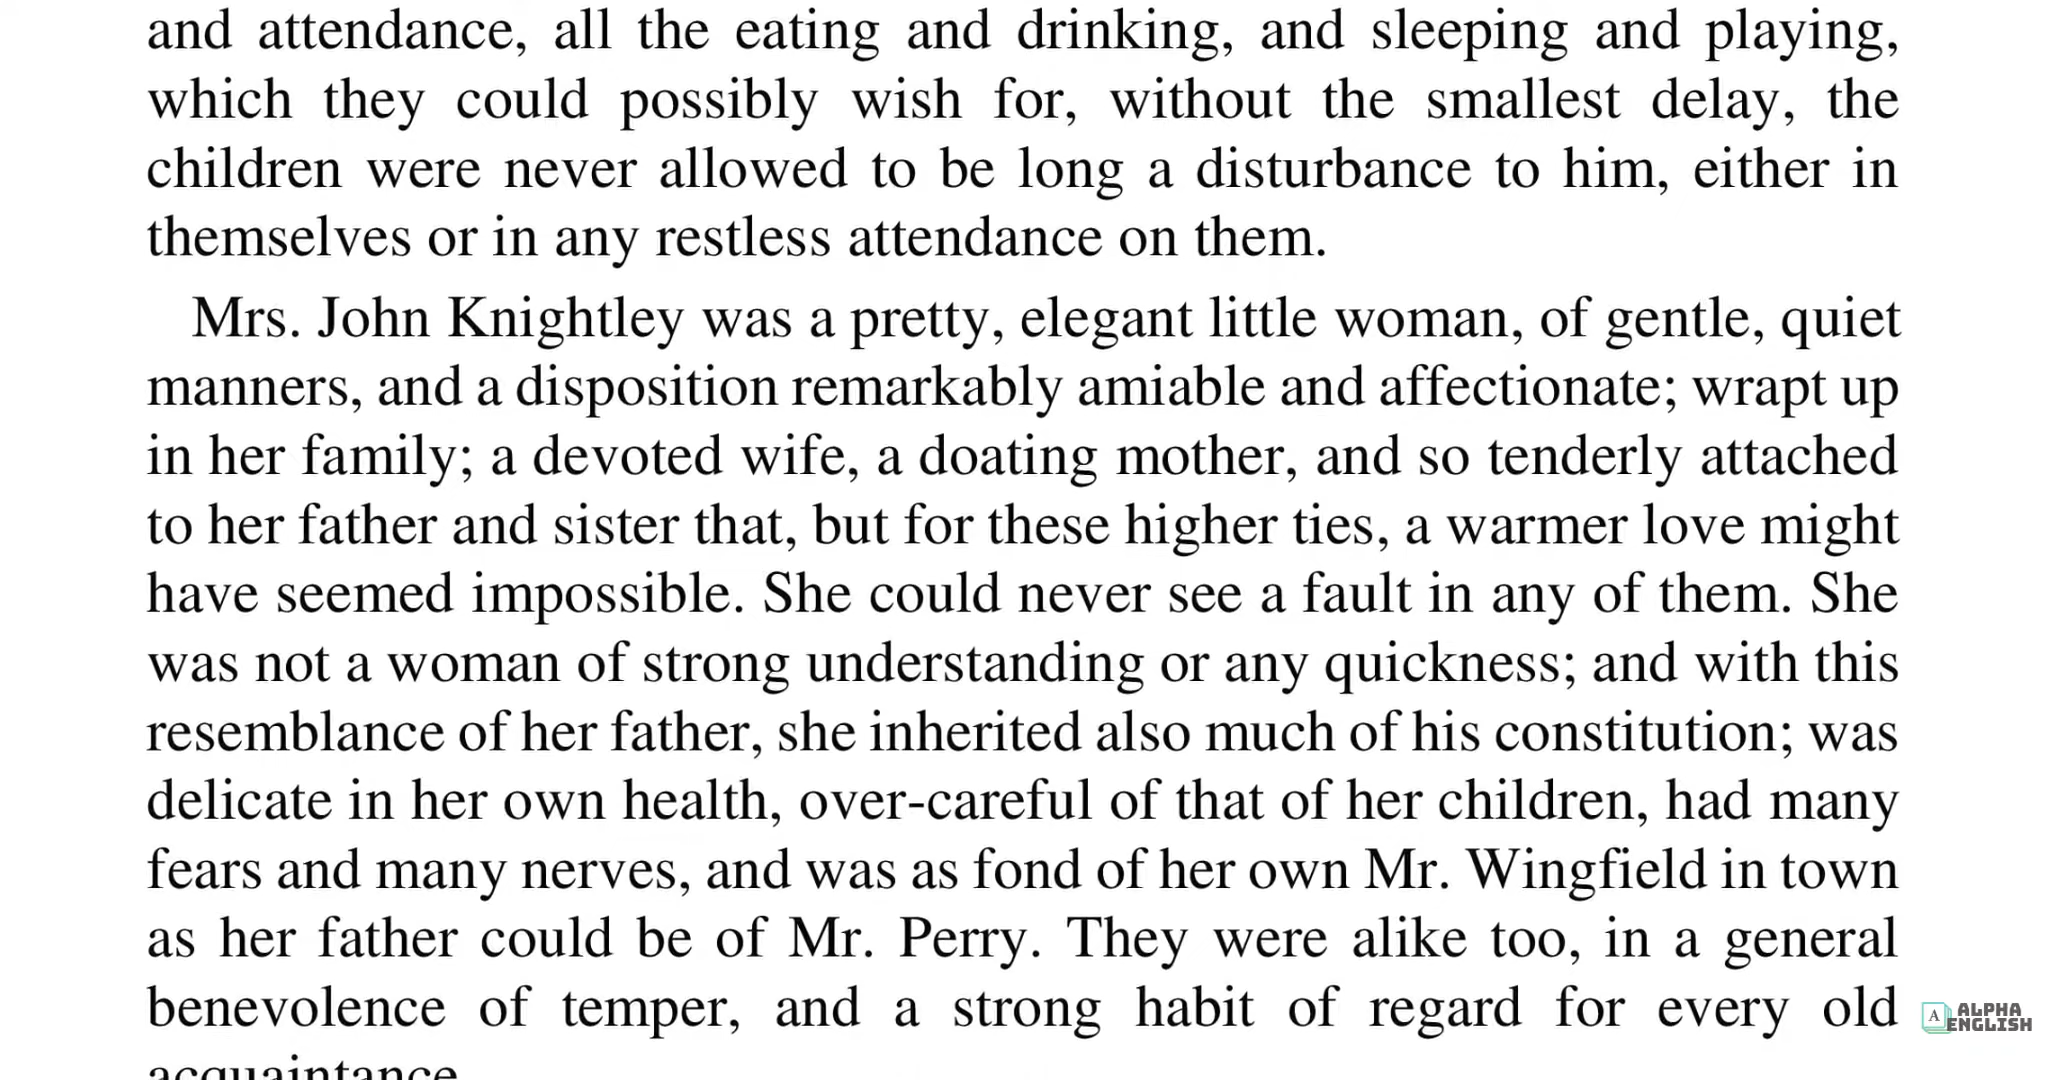 and attendance, all the eating and drinking, and sleeping and playing,
which they could possibly wish for, without the smallest delay, the
children were never allowed to be long a disturbance to him, either in
themselves or in any restless attendance on them.
Mrs. John Knightley was a pretty, elegant little woman, of gentle, quiet
manners, and a disposition remarkably amiable and affectionate; wrapt up
in her family; a devoted wife, a doating mother, and so tenderly attached
to her father and sister that, but for these higher ties, a warmer love might
have seemed impossible. She could never see a fault in any of them. She
was not a woman of strong understanding or any quickness; and with this
resemblance of her father, she inherited also much of his constitution; was
delicate in her own health, over-careful of that of her children, had many
fears and many nerves, and was as fond of her own Mr. Wingfield in town
as her father could be of Mr. Perry. They were alike too, in a general
benevolence of temper, and a strong habit of regard for every old
acquaintance.
A ALPHA
ENGLISH